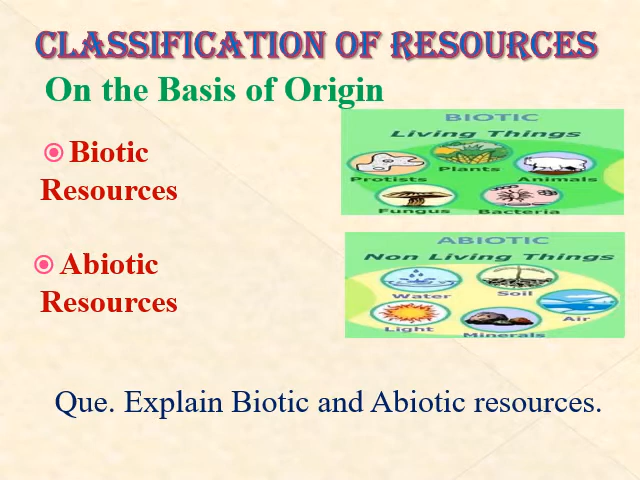 CLASSIFICATION OF RESOURCES
On the Basis of Origin
Biotic
Resources
BIOTIC
Living Things
Protists
Plants
Animals
Fungus
Bacteria
Abiotic
Resources
ABIOTIC
Non Living Things
Water
Soil
Air
Light
Minerals
Que. Explain Biotic and Abiotic resources.